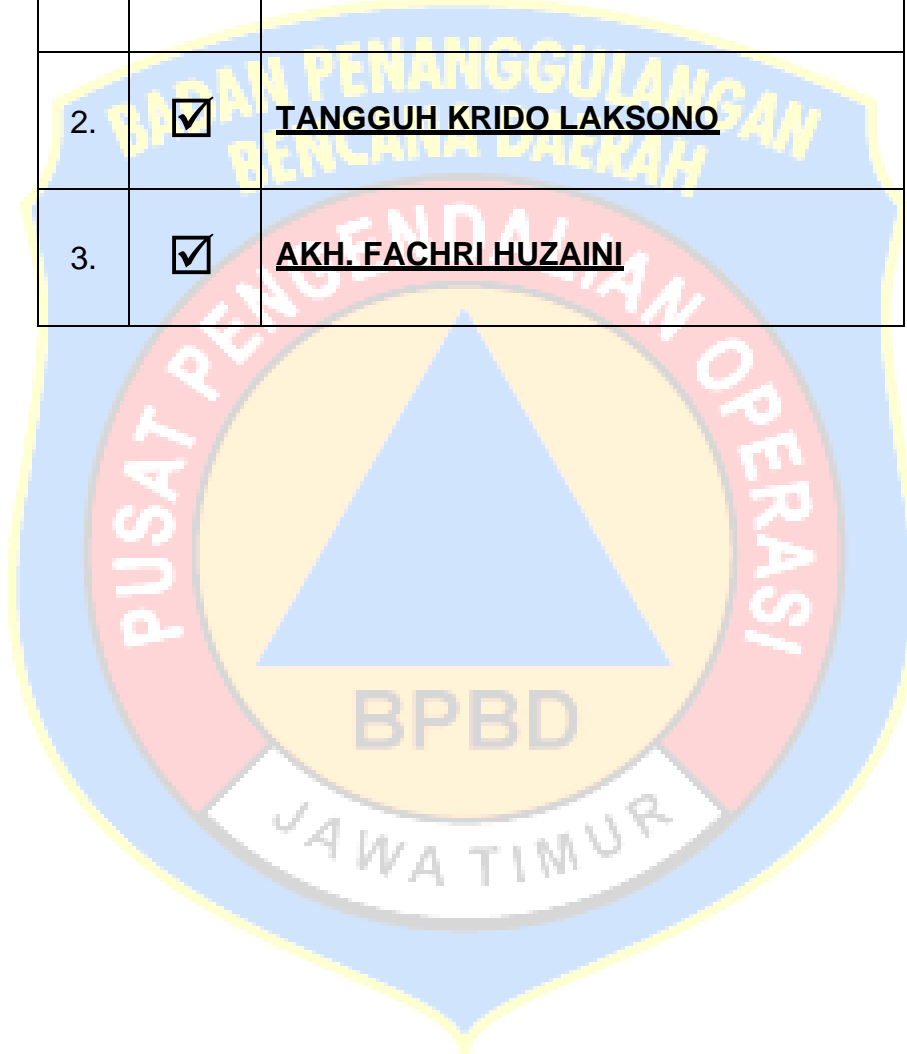 2. ☑ TANGGUH KRIDO LAKSONO
3. ☑ AKH. FACHRI HUZAINI
BADAN PENANGGULANGAN
BENCANA DAERAH
PUSAT PENGENDALIAN OPERASI
BPBD
JAWA TIMUR